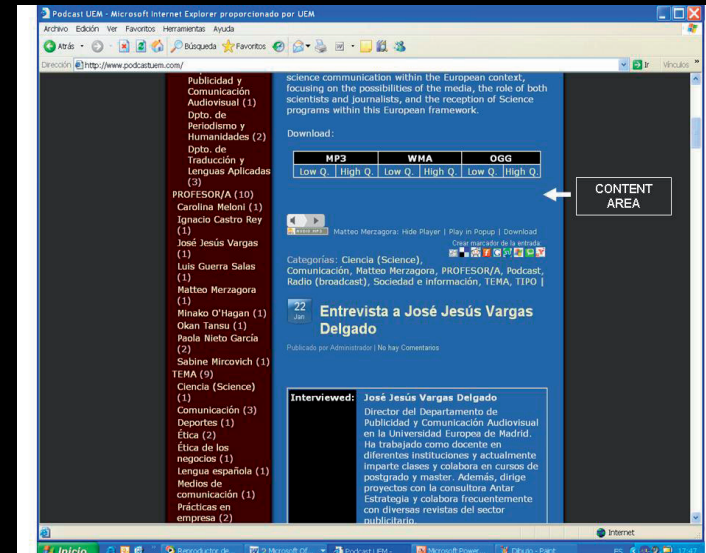 Podcast UEM - Microsoft Internet Explorer proporcionado por UEM
Archivo Edición Ver Favoritos Herramientas Ayuda
Atrás Búsqueda Favoritos
Dirección http://www.podcastuem.com/ Ir Vínculos
Publicidad y
Comunicación
Audiovisual (1)
Dpto. de
Periodismo y
Humanidades (2)
Dpto. de
Traducción y
Lenguas Aplicadas
(3)
PROFESOR/A (10)
Carolina Meloni (1)
Ignacio Castro Rey
(1)
José Jesús Vargas
(1)
Luis Guerra Salas
(1)
Matteo Merzagora
(1)
Minako O'Hagan (1)
Okan Tansu (1)
Paola Nieto García
(2)
Sabine Mircovich (1)
TEMA (9)
Ciencia (Science)
(1)
Comunicación (3)
Deportes (1)
Ética (2)
Ética de los
negocios (1)
Lengua española (1)
Medios de
comunicación (1)
Prácticas en
empresa (2)
science communication within the European context,
focusing on the possibilities of the media, the role of both
scientists and journalists, and the reception of Science
programs within this European framework.
Download:
MP3 WMA OGG
Low Q. High Q. Low Q. High Q. Low Q. High Q.
CONTENT
AREA
Matteo Merzagora: Hide Player | Play in Popup | Download
Crear marcador de la entrada:
Categorías: Ciencia (Science),
Comunicación, Matteo Merzagora, PROFESOR/A, Podcast,
Radio (broadcast), Sociedad e información, TEMA, TIPO |
22
Jan
Entrevista a José Jesús Vargas
Delgado
Publicado por Administrador | No hay Comentarios
Interviewed: José Jesús Vargas Delgado
Director del Departamento de
Publicidad y Comunicación Audiovisual
en la Universidad Europea de Madrid.
Ha trabajado como docente en
diferentes instituciones y actualmente
imparte clases y colabora en cursos de
postgrado y master. Además, dirige
proyectos con la consultora Antar
Estrategia y colabora frecuentemente
con diversas revistas del sector
publicitario.
Internet
Inicio Reproductor de 2 Microsoft Of... Podcast UEM - Microsoft Power... Dibujo - Paint ES 17:47